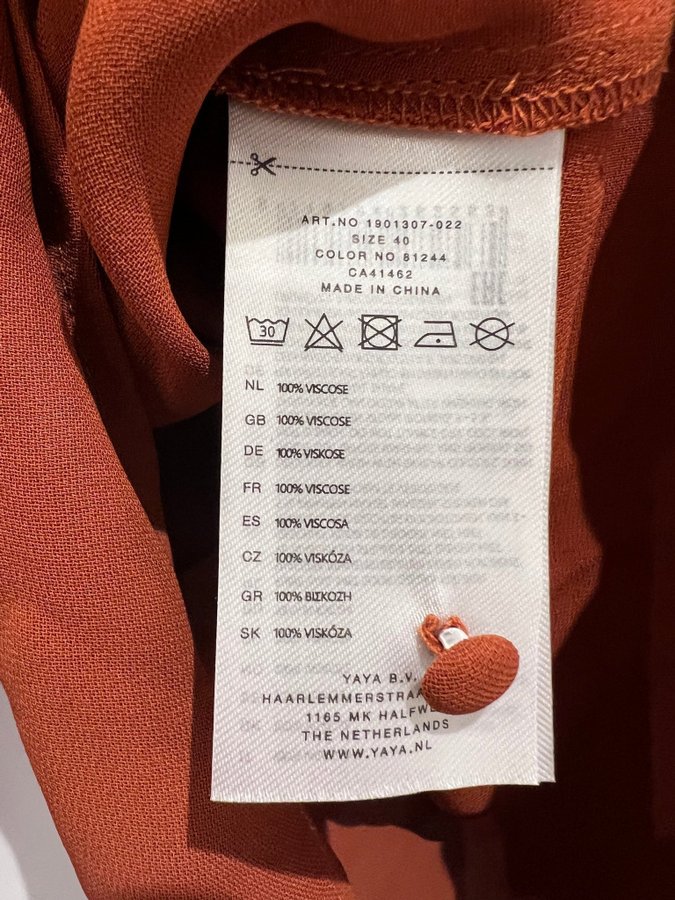 ART.NO 1901307-022
SIZE 40
COLOR NO 81244
CA41462
MADE IN CHINA
30
NL 100% VISCOSE
GB 100% VISCOSE
DE 100% VISKOSE
FR 100% VISCOSE
ES 100% VISCOSA
CZ 100% VISKÓZA
GR 100% ΒΙΣΚΟΖΗ
SK 100% VISKÓZA
YAYA B.V.
1165 MK
THE NETHERLANDS
WWW.YAYA.NL